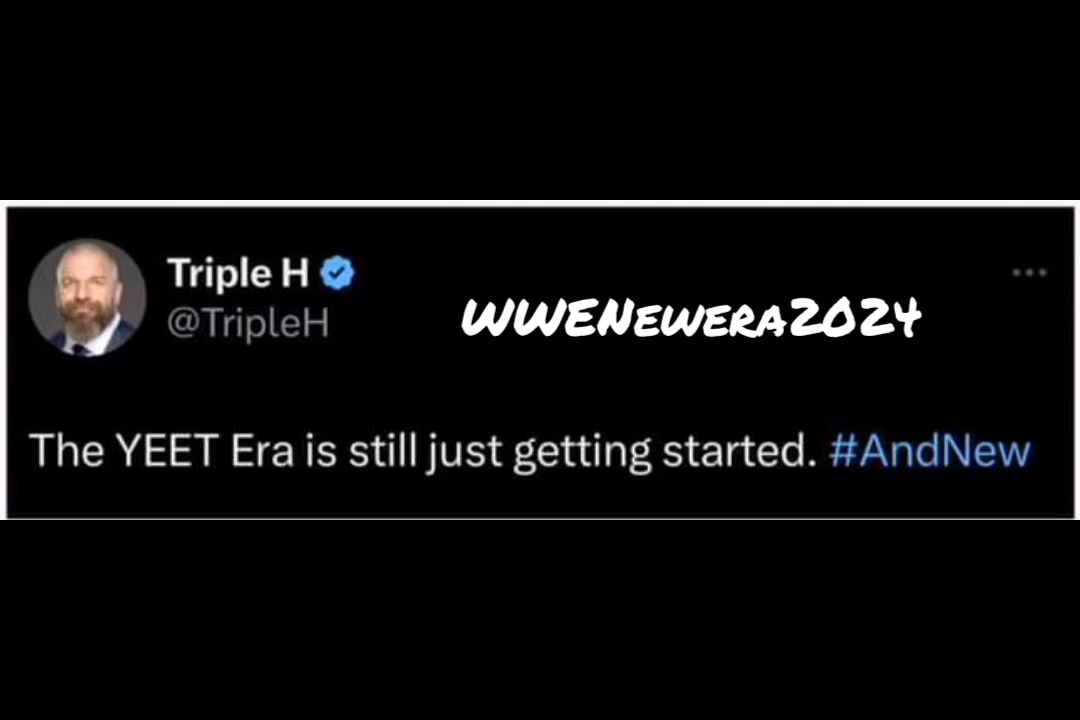 Triple H
@TripleH
WWENewera2024
The YEET Era is still just getting started. #AndNew